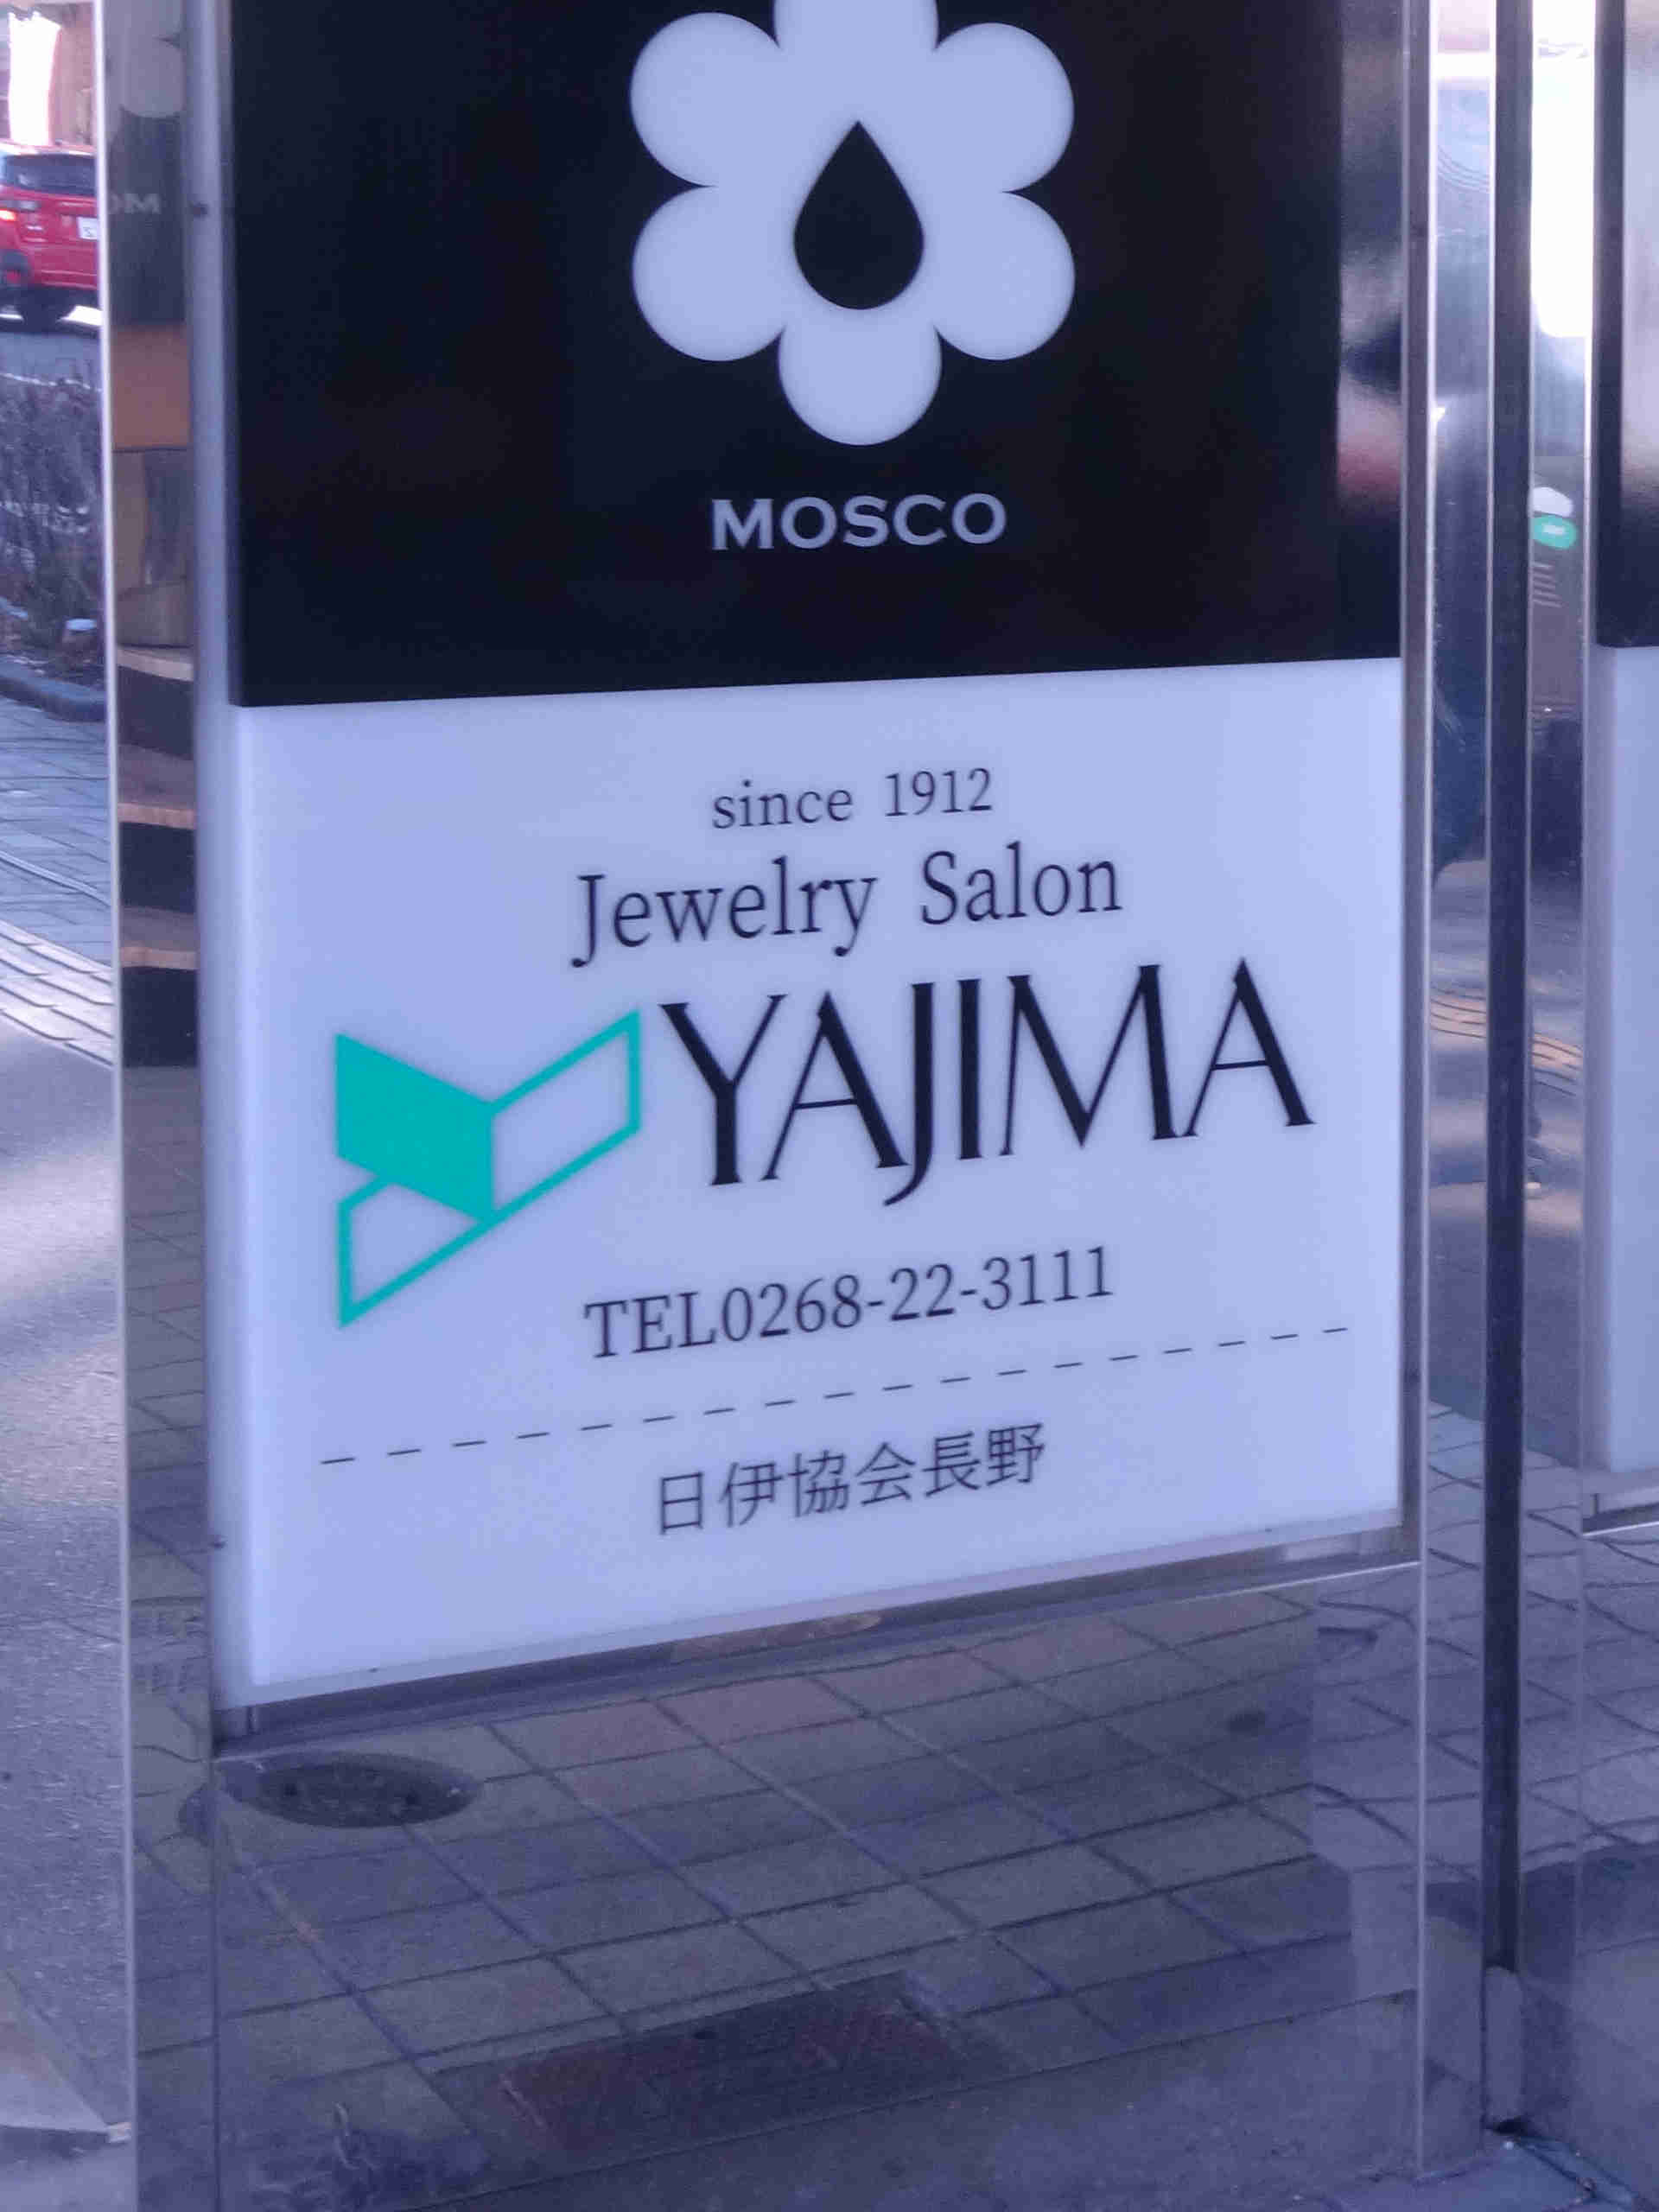 MOSCO
since 1912
Jewelry Salon
YAJIMA
TEL0268-22-3111
日伊協会長野